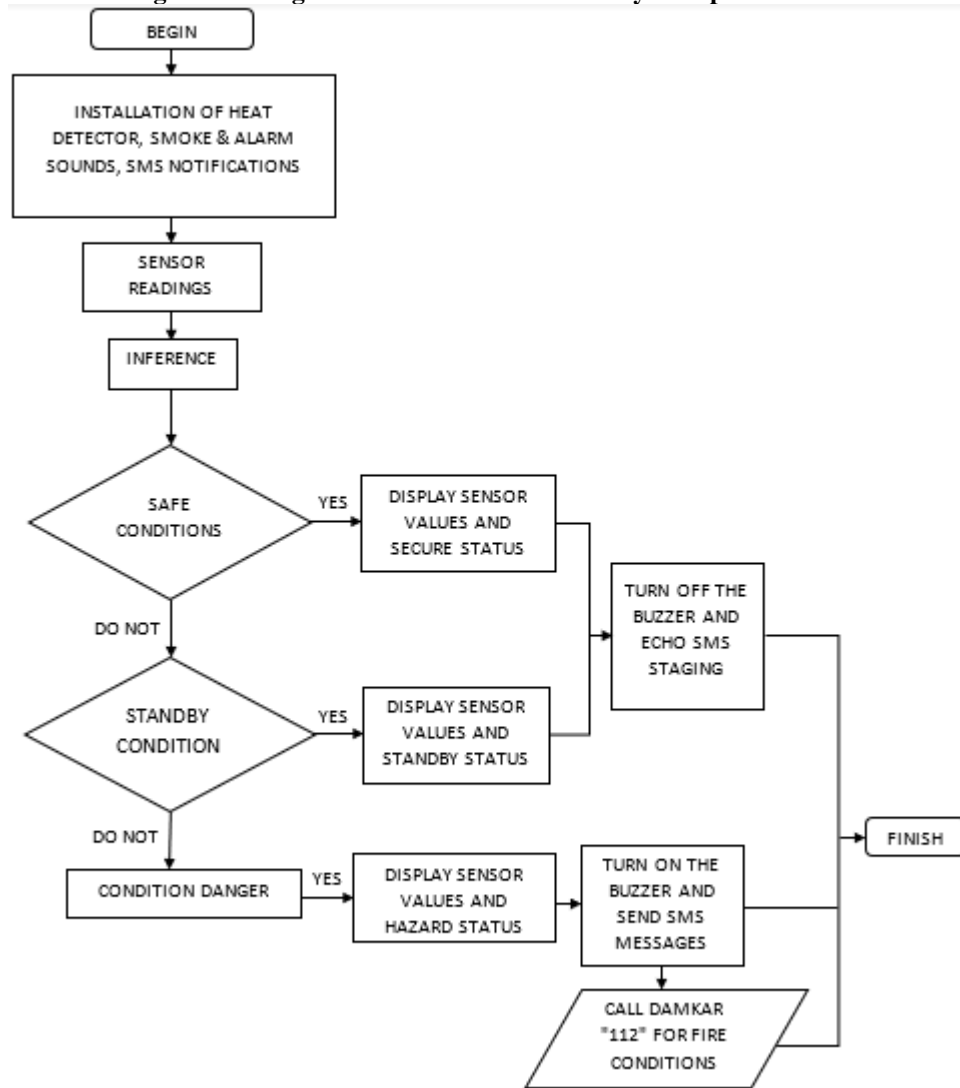 BEGIN
INSTALLATION OF HEAT
DETECTOR, SMOKE & ALARM
SOUNDS, SMS NOTIFICATIONS
SENSOR
READINGS
INFERENCE
SAFE
CONDITIONS
YES
DISPLAY SENSOR
VALUES AND
SECURE STATUS
TURN OFF THE
BUZZER AND
ECHO SMS
STAGING
DO NOT
STANDBY
CONDITION
YES
DISPLAY SENSOR
VALUES AND
STANDBY STATUS
DO NOT
CONDITION DANGER
YES
DISPLAY SENSOR
VALUES AND
HAZARD STATUS
TURN ON THE
BUZZER AND
SEND SMS
MESSAGES
FINISH
CALL DAMKAR
"112" FOR FIRE
CONDITIONS